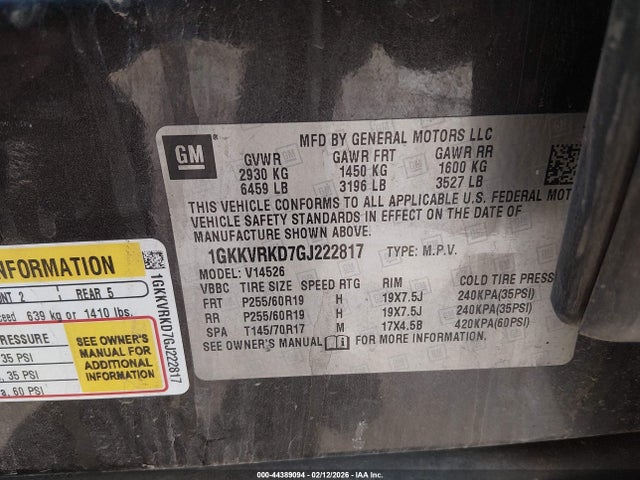 GM
MFD BY GENERAL MOTORS LLC
GVWR GAWR FRT GAWR RR
2930 KG 1450 KG 1600 KG
6459 LB 3196 LB 3527 LB
THIS VEHICLE CONFORMS TO ALL APPLICABLE U.S. FEDERAL MOT
VEHICLE SAFETY STANDARDS IN EFFECT ON THE DATE OF
MANUFACTURE SHOWN ABOVE.
1GKKVRKD7GJ222817 TYPE: M.P.V.
MODEL: V14526
VBBC TIRE SIZE SPEED RTG RIM COLD TIRE PRESS
FRT P255/60R19 H 19X7.5J 240KPA(35PSI)
RR P255/60R19 H 19X7.5J 240KPA(35PSI)
SPA T145/70R17 M 17X4.5B 420KPA(60PSI)
SEE OWNER'S MANUAL i FOR MORE INFORMATION
FORMATION
NT 2 REAR 5
ceed 639 kg or 1410 lbs.
PRESSURE
35 PSI
, 35 PSI
a, 60 PSI
SEE OWNER'S
MANUAL FOR
ADDITIONAL
INFORMATION
1GKKVRKD7GJ222817
000-44389094 - 02/12/2026 - IAA Inc.